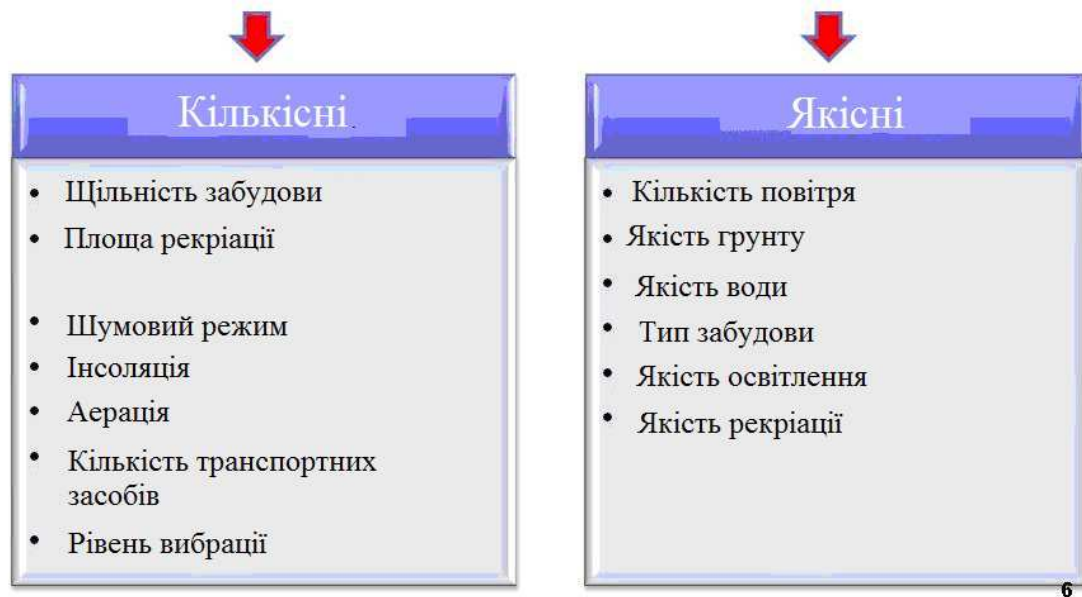 Кількісні
• Щільність забудови
• Площа рекріації
• Шумовий режим
• Інсоляція
• Аерація
• Кількість транспортних
засобів
• Рівень вибрації
Якісні
• Кількість повітря
• Якість грунту
• Якість води
• Тип забудови
• Якість освітлення
• Якість рекріації
6